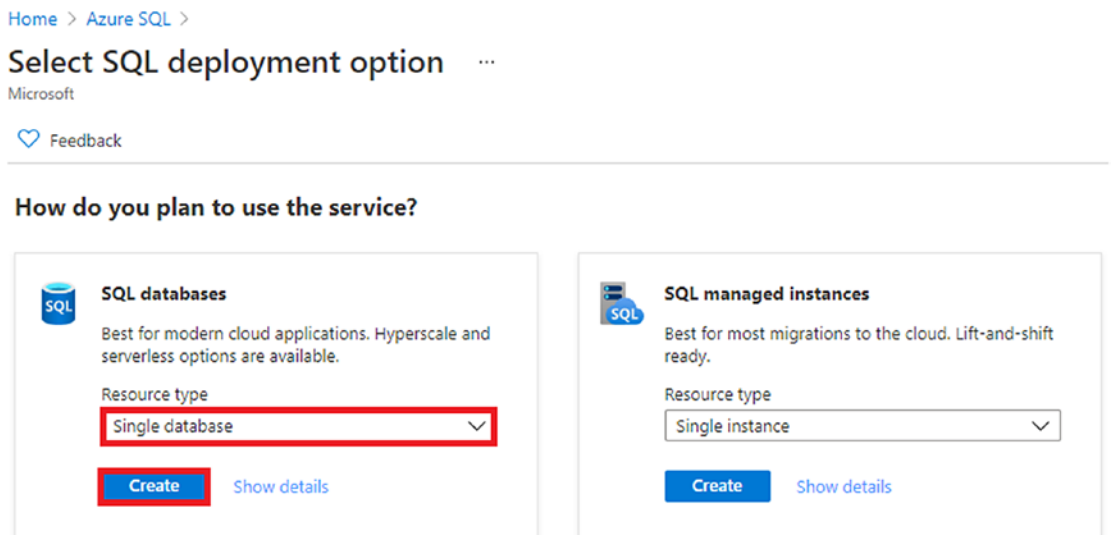 Home > Azure SQL >
Select SQL deployment option ...
Microsoft
Feedback
How do you plan to use the service?
SQL
SQL databases
Best for modern cloud applications. Hyperscale and
serverless options are available.
Resource type
Single database
Create Show details
SQL
SQL managed instances
Best for most migrations to the cloud. Lift-and-shift
ready.
Resource type
Single instance
Create Show details